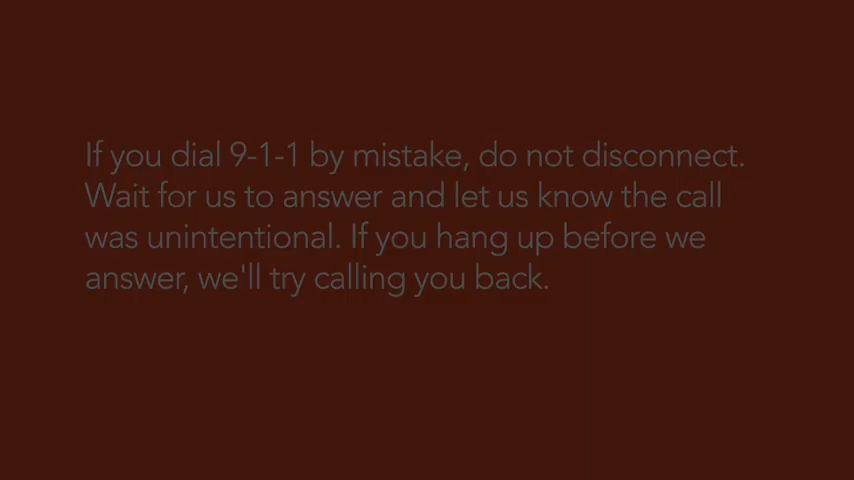 If you dial 9-1-1 by mistake, do not disconnect.
Wait for us to answer and let us know the call
was unintentional. If you hang up before we
answer, we'll try calling you back.